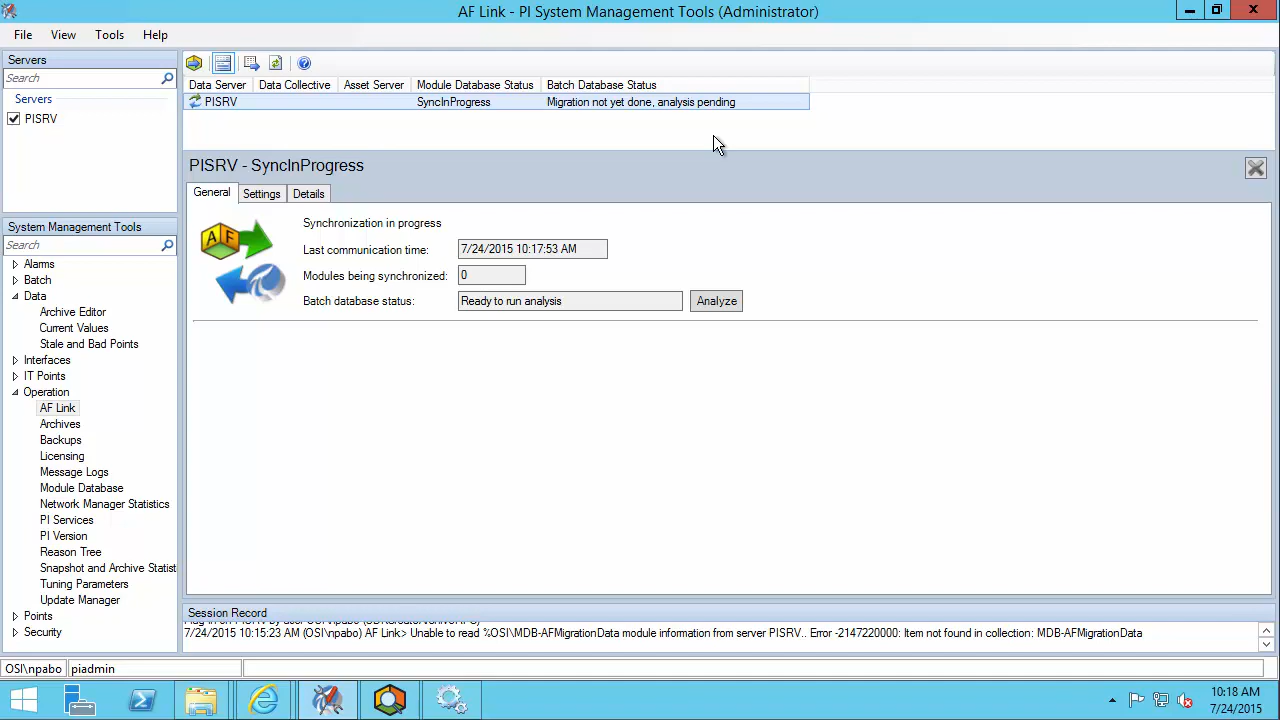 AF Link - PI System Management Tools (Administrator)
File View Tools Help
Servers
Search
Servers
PISRV
System Management Tools
Search
Alarms
Batch
Data
Archive Editor
Current Values
Stale and Bad Points
Interfaces
IT Points
Operation
AF Link
Archives
Backups
Licensing
Message Logs
Module Database
Network Manager Statistics
PI Services
PI Version
Reason Tree
Snapshot and Archive Statist
Tuning Parameters
Update Manager
Points
Security
Data Server Data Collective Asset Server Module Database Status Batch Database Status
PISRV SyncInProgress Migration not yet done, analysis pending
PISRV - SyncInProgress
General Settings Details
AF
Synchronization in progress
Last communication time: 7/24/2015 10:17:53 AM
Modules being synchronized: 0
Batch database status: Ready to run analysis Analyze
Session Record
7/24/2015 10:15:23 AM (OSI\npabo) AF Link> Unable to read %OSI\MDB-AFMigrationData module information from server PISRV.. Error -2147220000: Item not found in collection: MDB-AFMigrationData
OSI\npabo piadmin
10:18 AM
7/24/2015